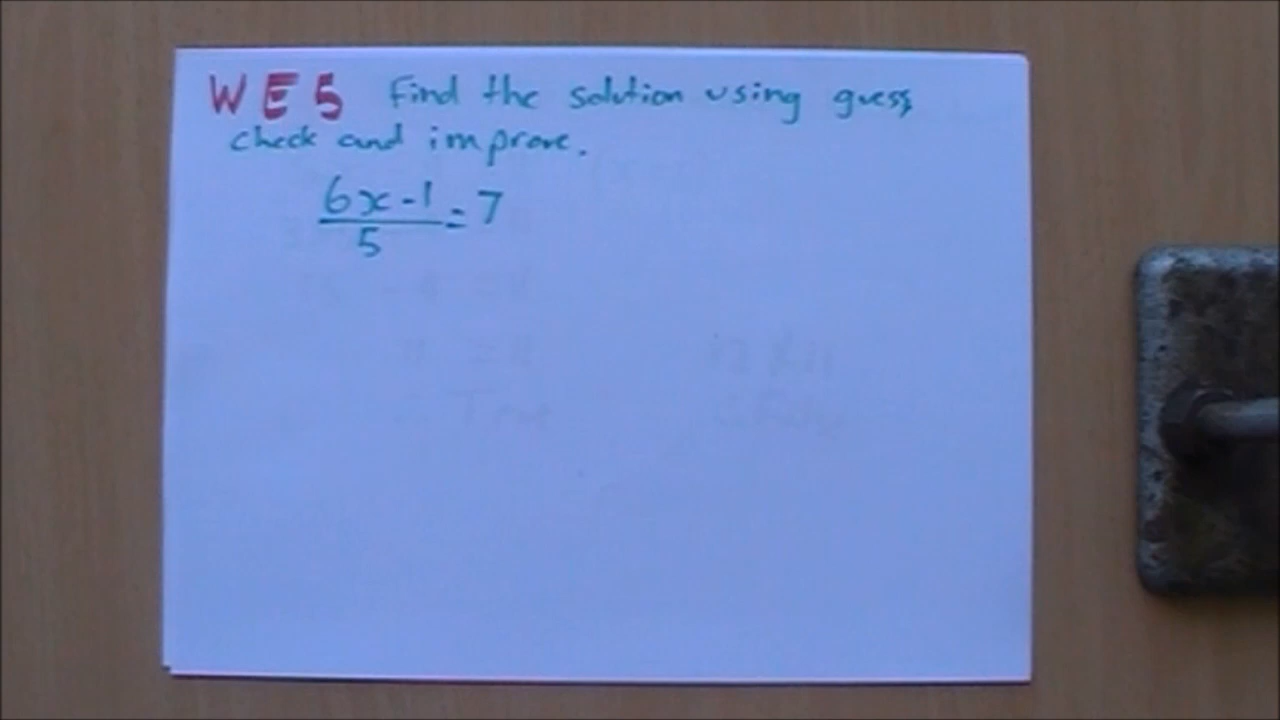 WE5 Find the solution using guess,
check and improve.
6x-1
5
=7